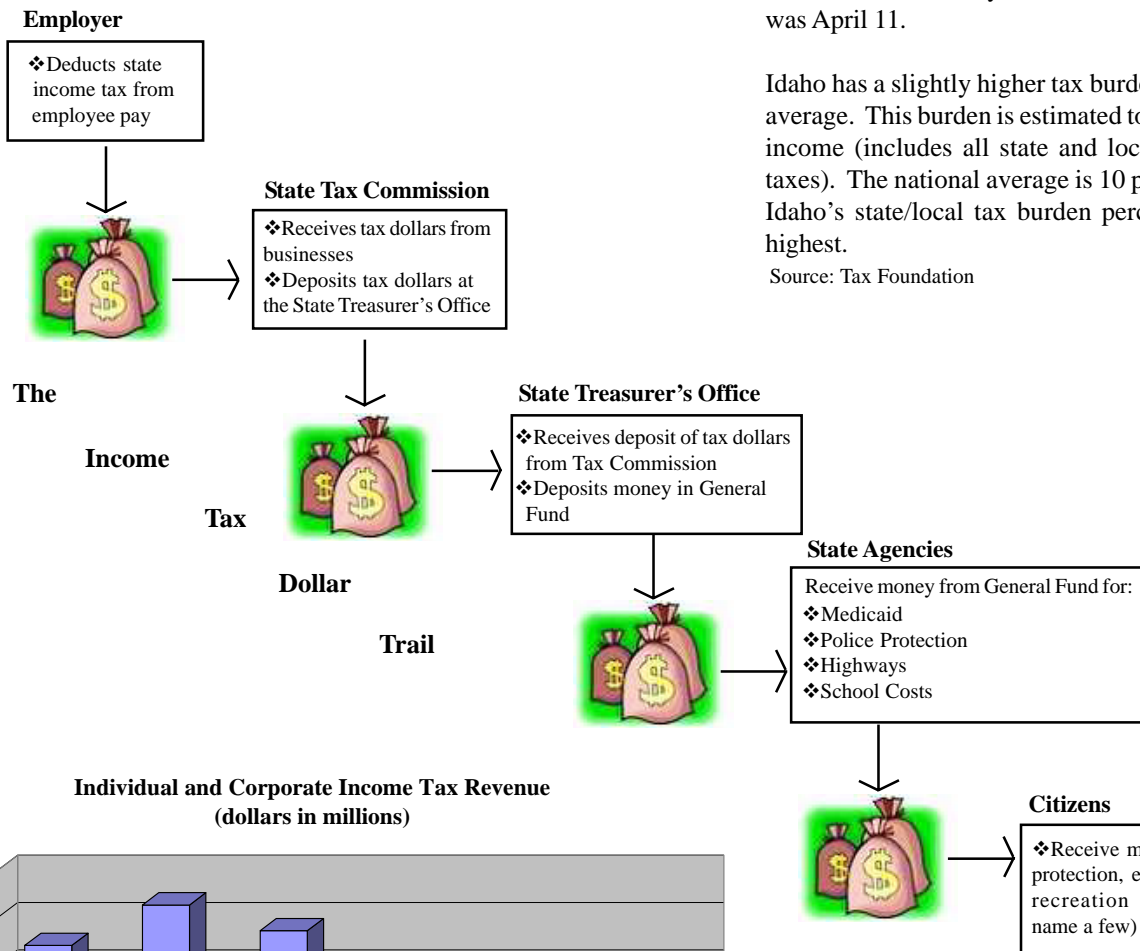 was April 11.
Idaho has a slightly higher tax
average. This burden is estimated
income (includes all state and
taxes). The national average is 10
Idaho's state/local tax burden
highest.
Source: Tax Foundation
Employer
❖Deducts state
income tax from
employee pay
State Tax Commission
❖Receives tax dollars from
businesses
❖Deposits tax dollars at
the State Treasurer's Office
The
Income
Tax
Dollar
Trail
State Treasurer's Office
❖Receives deposit of tax dollars
from Tax Commission
❖Deposits money in General
Fund
State Agencies
Receive money from General Fund for:
❖Medicaid
❖Police Protection
❖Highways
❖School Costs
Citizens
❖Receive
protection,
recreation
name a few)
Individual and Corporate Income Tax Revenue
(dollars in millions)